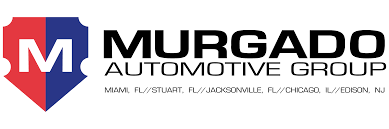 M
MURGADO
AUTOMOTIVE GROUP
MIAMI, FL//STUART, FL//JACKSONVILLE, FL//CHICAGO, IL//EDISON, NJ